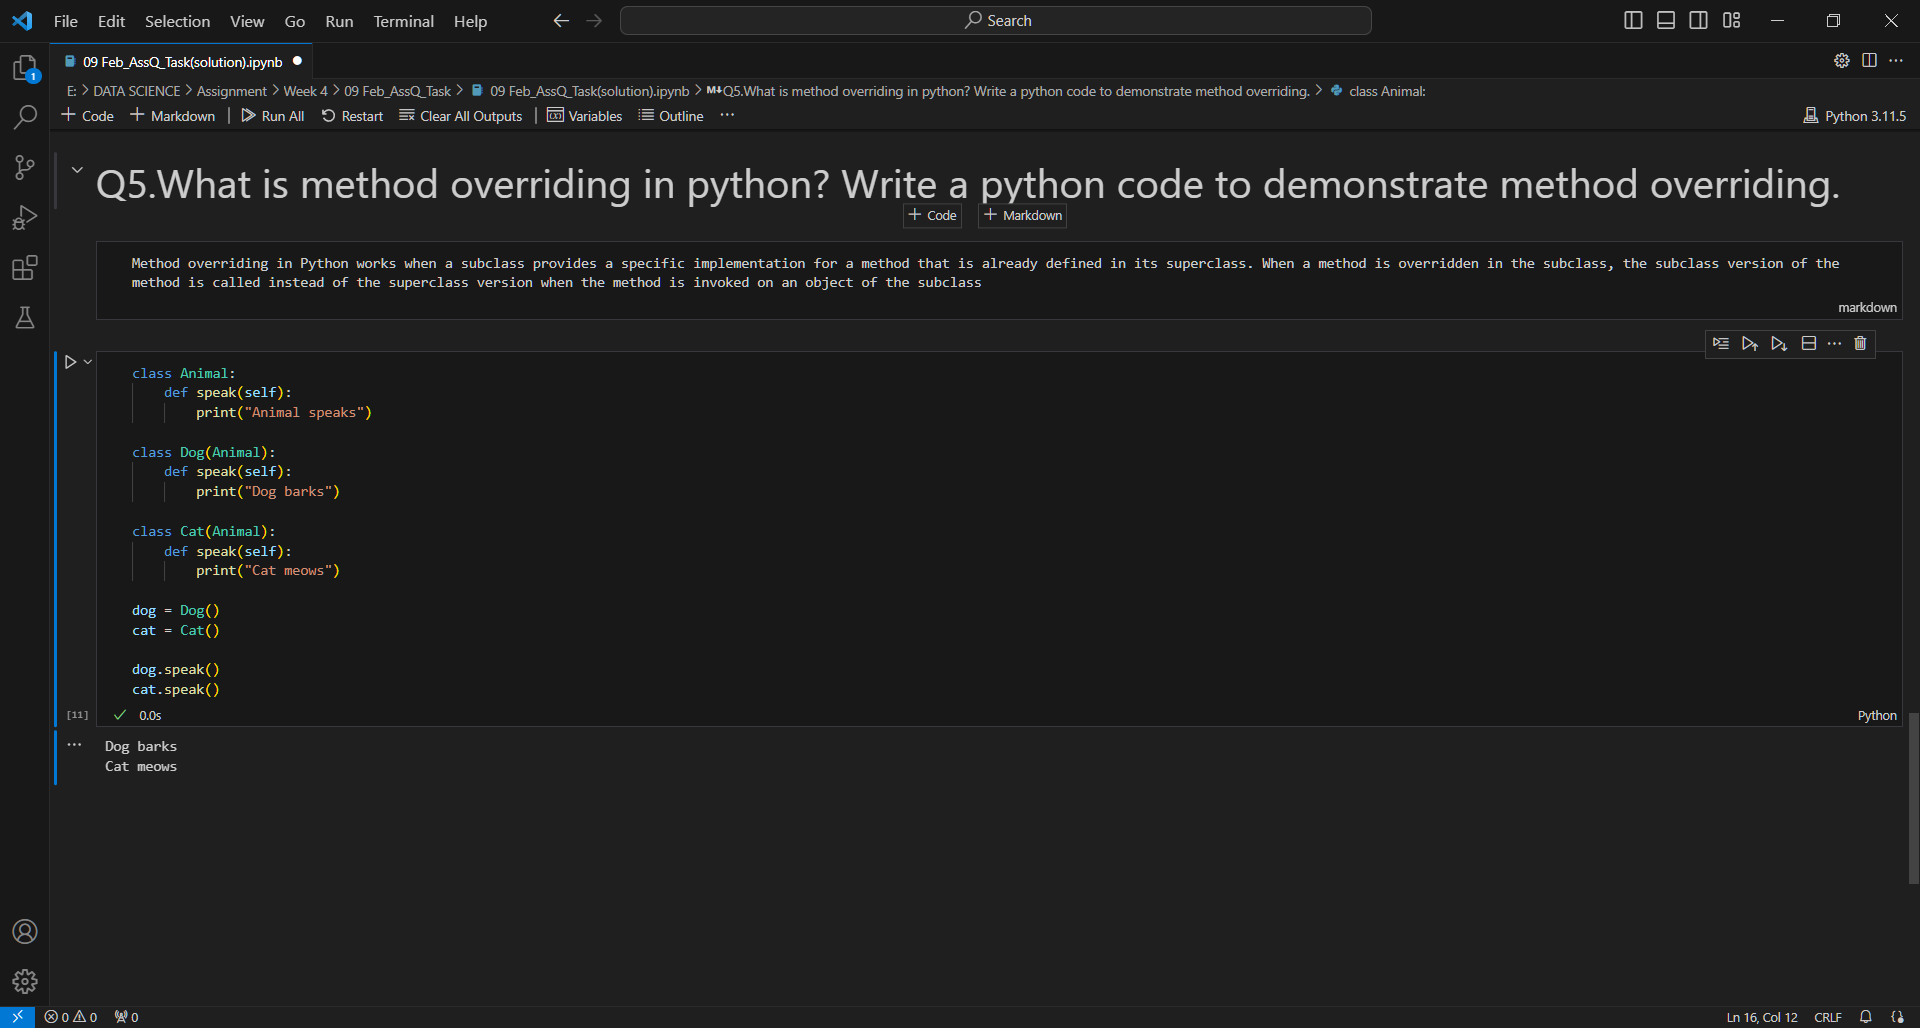 File Edit Selection View Go Run Terminal Help Search
09 Feb_AssQ_Task(solution).ipynb
1
E: > DATA SCIENCE > Assignment > Week 4 > 09 Feb_AssQ_Task > 09 Feb_AssQ_Task(solution).ipynb > M↓Q5.What is method overriding in python? Write a python code to demonstrate method overriding. > class Animal:
+ Code + Markdown | Run All Restart Clear All Outputs | Variables Outline ... Python 3.11.5
Q5.What is method overriding in python? Write a python code to demonstrate method overriding.
+ Code + Markdown
Method overriding in Python works when a subclass provides a specific implementation for a method that is already defined in its superclass. When a method is overridden in the subclass, the subclass version of the
method is called instead of the superclass version when the method is invoked on an object of the subclass
markdown
class Animal:
    def speak(self):
        print("Animal speaks")
class Dog(Animal):
    def speak(self):
        print("Dog barks")
class Cat(Animal):
    def speak(self):
        print("Cat meows")
dog = Dog()
cat = Cat()
dog.speak()
cat.speak()
[11] ✓ 0.0s Python
... Dog barks
Cat meows
0 0 0 Ln 16, Col 12 CRLF